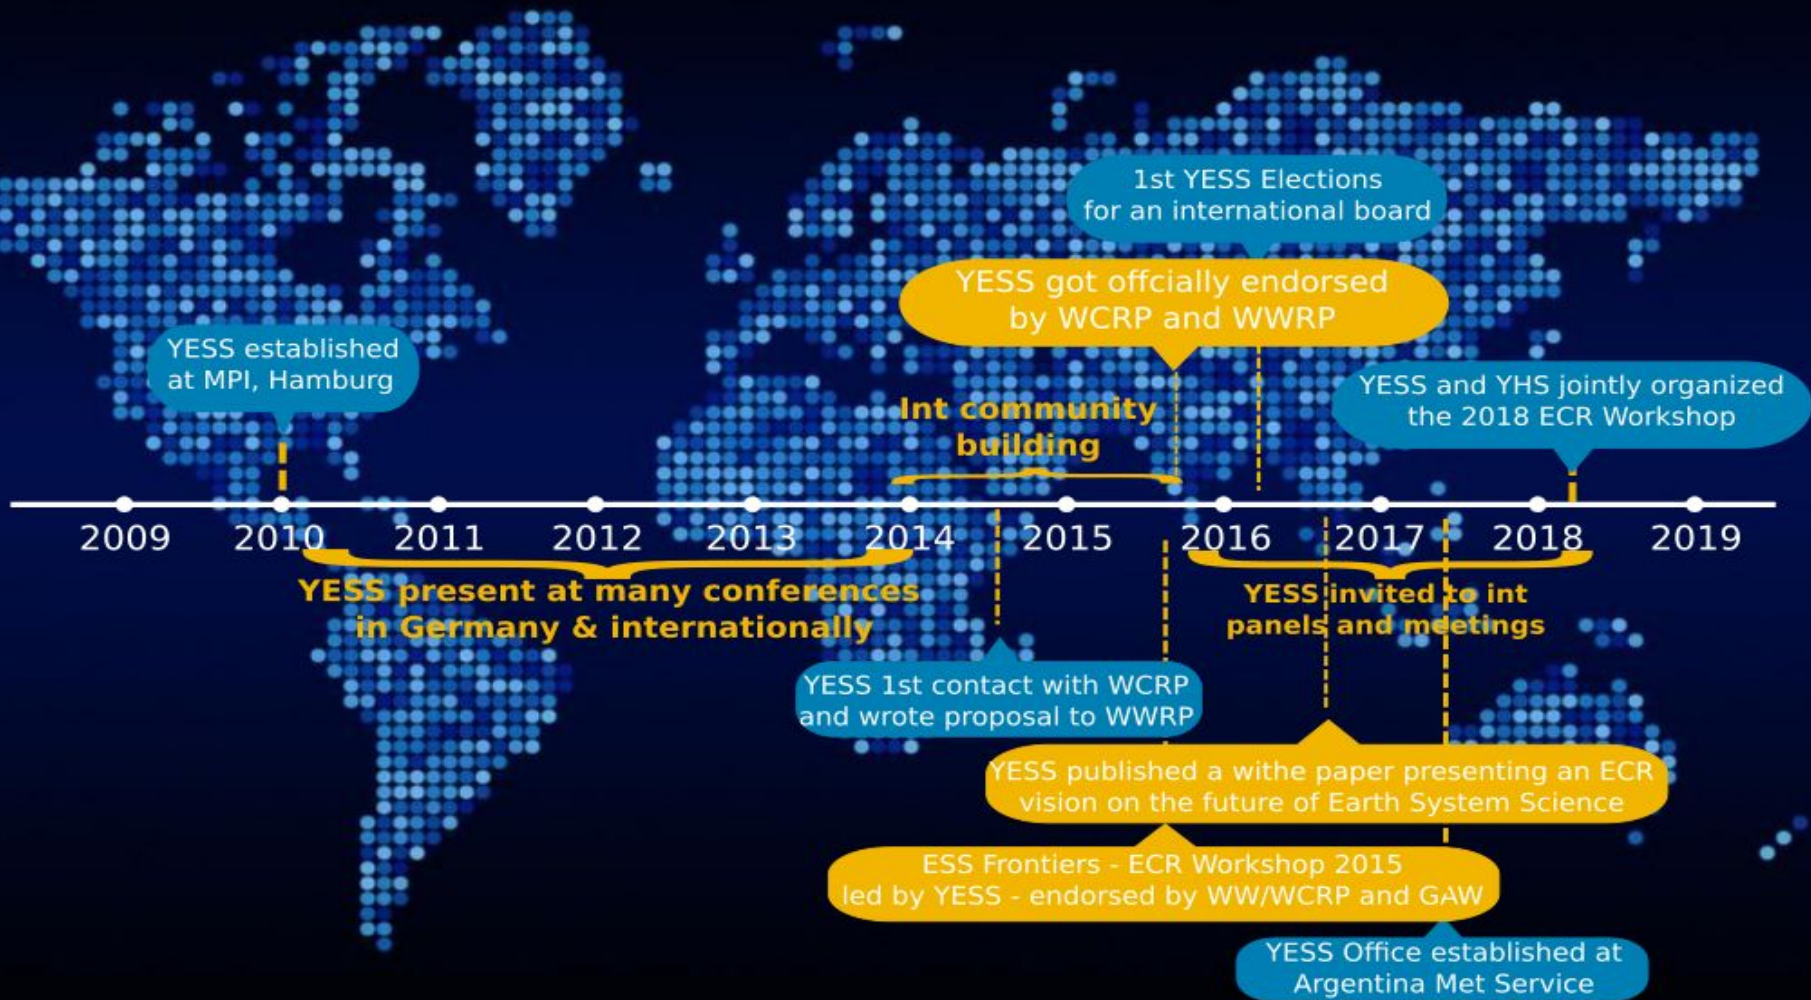 1st YESS Elections
for an international board
YESS got offcially endorsed
by WCRP and WWRP
YESS established
at MPI, Hamburg
YESS and YHS jointly organized
the 2018 ECR Workshop
Int community
building
2009 2010 2011 2012 2013 2014 2015 2016 2017 2018 2019
YESS present at many conferences
in Germany & internationally
YESS invited to int
panels and meetings
YESS 1st contact with WCRP
and wrote proposal to WWRP
YESS published a withe paper presenting an ECR
vision on the future of Earth System Science
ESS Frontiers - ECR Workshop 2015
led by YESS - endorsed by WW/WCRP and GAW
YESS Office established at
Argentina Met Service